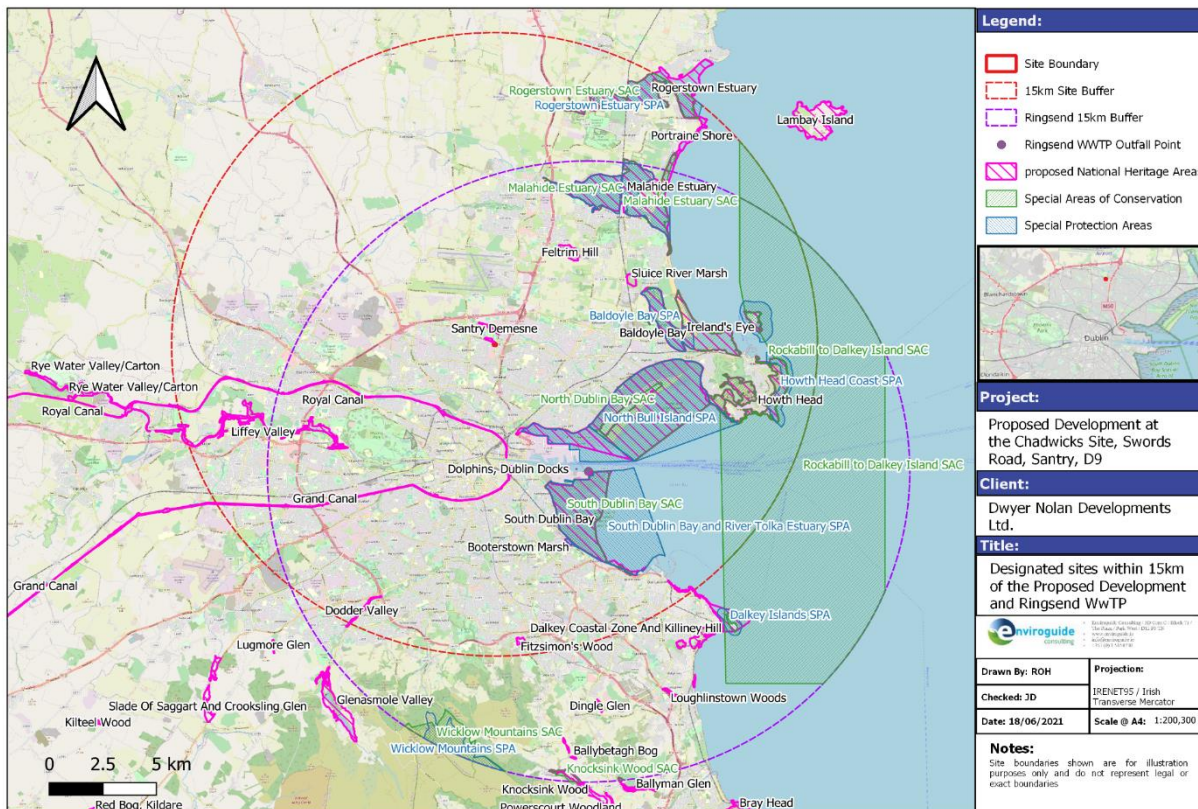 Rogerstown Estuary SAC
Rogerstown Estuary
Rogerstown Estuary SPA
Lambay Island
Portraine Shore
Malahide Estuary SAC
Malahide Estuary
Malahide Estuary SAC
Feltrim Hill
Sluice River Marsh
Baldoyle Bay SPA
Ireland's Eye
Baldoyle Bay
Santry Demesne
Rockabill to Dalkey Island SAC
Rye Water Valley/Carton
Howth Head Coast SPA
Rye Water Valley/Carton
Royal Canal
North Dublin Bay SAC
Howth Head
Royal Canal
North Bull Island SPA
Liffey Valley
Dolphins, Dublin Docks
Rockabill to Dalkey Island SAC
Grand Canal
South Dublin Bay SAC
South Dublin Bay
South Dublin Bay and River Tolka Estuary SPA
Booterstown Marsh
Grand Canal
Dodder Valley
Dalkey Islands SPA
Dalkey Coastal Zone And Killiney Hill
Lugmore Glen
Fitzsimon's Wood
Glenasmole Valley
Loughlinstown Woods
Slade Of Saggart And Crooksling Glen
Dingle Glen
Kilteel Wood
Wicklow Mountains SAC
Wicklow Mountains SPA
Ballybetagh Bog
Knocksink Wood SAC
Knocksink Wood
Ballyman Glen
Powerscourt Woodland
Bray Head
Red Bog, Kildare
0 2.5 5 km
Legend:
Site Boundary
15km Site Buffer
Ringsend 15km Buffer
Ringsend WWTP Outfall Point
proposed National Heritage Area
Special Areas of Conservation
Special Protection Areas
Dublin
Project:
Proposed Development at
the Chadwicks Site, Swords
Road, Santry, D9
Client:
Dwyer Nolan Developments
Ltd.
Title:
Designated sites within 15km
of the Proposed Development
and Ringsend WwTP
enviroguide
consulting
Drawn By: ROH
Projection:
IRENET95 / Irish
Transverse Mercator
Checked: JD
Date: 18/06/2021
Scale @ A4: 1:200,300
Notes:
Site boundaries shown are for illustration
purposes only and do not represent legal or
exact boundaries